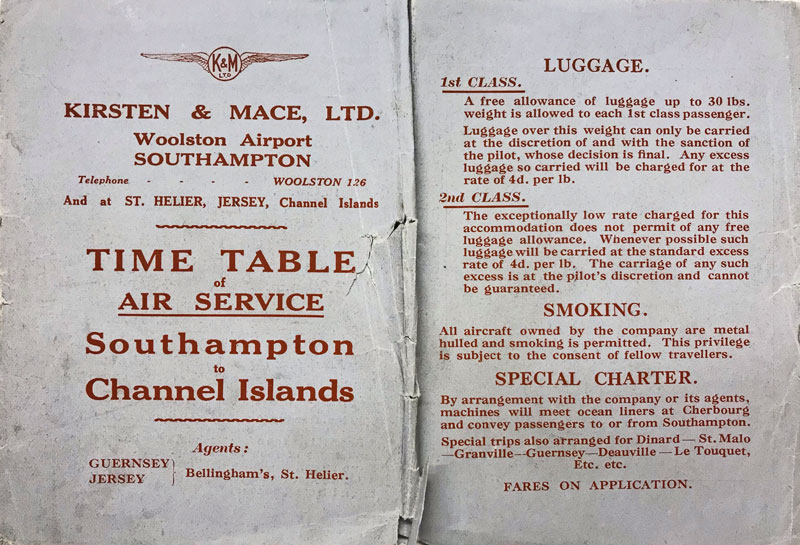 K&M
LTD
KIRSTEN & MACE, LTD.
Woolston Airport
SOUTHAMPTON
Telephone - - - - WOOLSTON 126
And at ST. HELIER, JERSEY, Channel Islands
TIME TABLE
of
AIR SERVICE
Southampton
to
Channel Islands
Agents:
GUERNSEY
JERSEY } Bellingham's, St. Helier.
LUGGAGE.
1st CLASS.
A free allowance of luggage up to 30 lbs.
weight is allowed to each 1st class passenger.
Luggage over this weight can only be carried
at the discretion of and with the sanction of
the pilot, whose decision is final. Any excess
luggage so carried will be charged for at the
rate of 4d. per lb.
2nd CLASS.
The exceptionally low rate charged for this
accommodation does not permit of any free
luggage allowance. Whenever possible such
luggage will be carried at the standard excess
rate of 4d. per lb. The carriage of any such
excess is at the pilot's discretion and cannot
be guaranteed.
SMOKING.
All aircraft owned by the company are metal
hulled and smoking is permitted. This privilege
is subject to the consent of fellow travellers.
SPECIAL CHARTER.
By arrangement with the company or its agents,
machines will meet ocean liners at Cherbourg
and convey passengers to or from Southampton.
Special trips also arranged for Dinard — St. Malo
—Granville—Guernsey—Deauville—Le Touquet,
Etc. etc.
FARES ON APPLICATION.